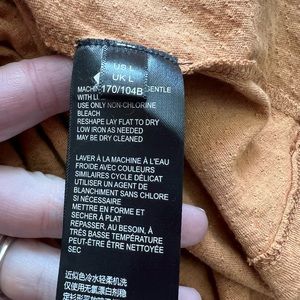 US L
UK L
170/104B
MACHI GENTLE
WITH LI
USE ONLY NON-CHLORINE
BLEACH
RESHAPE LAY FLAT TO DRY
LOW IRON AS NEEDED
MAY BE DRY CLEANED
LAVER À LA MACHINE À L'EAU
FROIDE AVEC COULEURS
SIMILAIRES CYCLE DÉLICAT
UTILISER UN AGENT DE
BLANCHIMENT SANS CHLORE
SI NÉCESSAIRE
METTRE EN FORME ET
SÉCHER À PLAT
REPASSER, AU BESOIN, À
TRÈS BASSE TEMPÉRATURE
PEUT-ÊTRE ÊTRE NETTOYÉE
SEC
近似色冷水轻柔机洗
仅使用无氯漂白剂